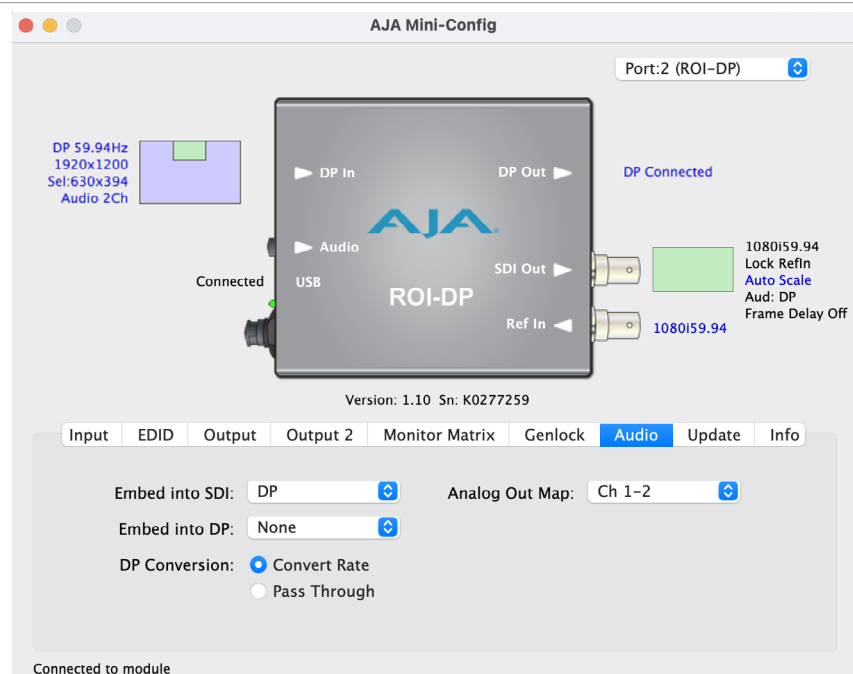 AJA Mini-Config
Port:2 (ROI-DP)
DP 59.94Hz
1920x1200
Sel:630x394
Audio 2Ch
DP In
DP Out
DP Connected
AJA
Audio
Connected
USB
SDI Out
ROI-DP
Ref In
1080i59.94
Lock RefIn
Auto Scale
Aud: DP
Frame Delay Off
1080i59.94
Version: 1.10 Sn: K0277259
Input EDID Output Output 2 Monitor Matrix Genlock Audio Update Info
Embed into SDI: DP Analog Out Map: Ch 1-2
Embed into DP: None
DP Conversion: Convert Rate
Pass Through
Connected to module